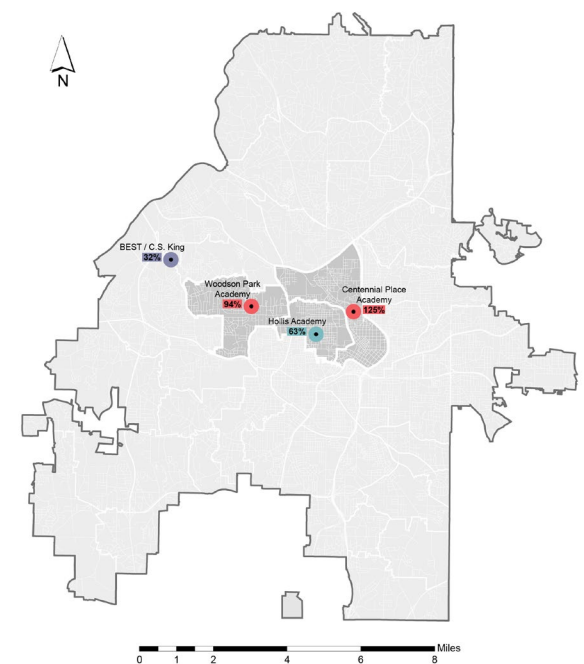 N
BEST / C.S. King
32%
Woodson Park
Academy
94%
Centennial Place
Academy
125%
Hollis Academy
63%
Miles
0 1 2 4 6 8